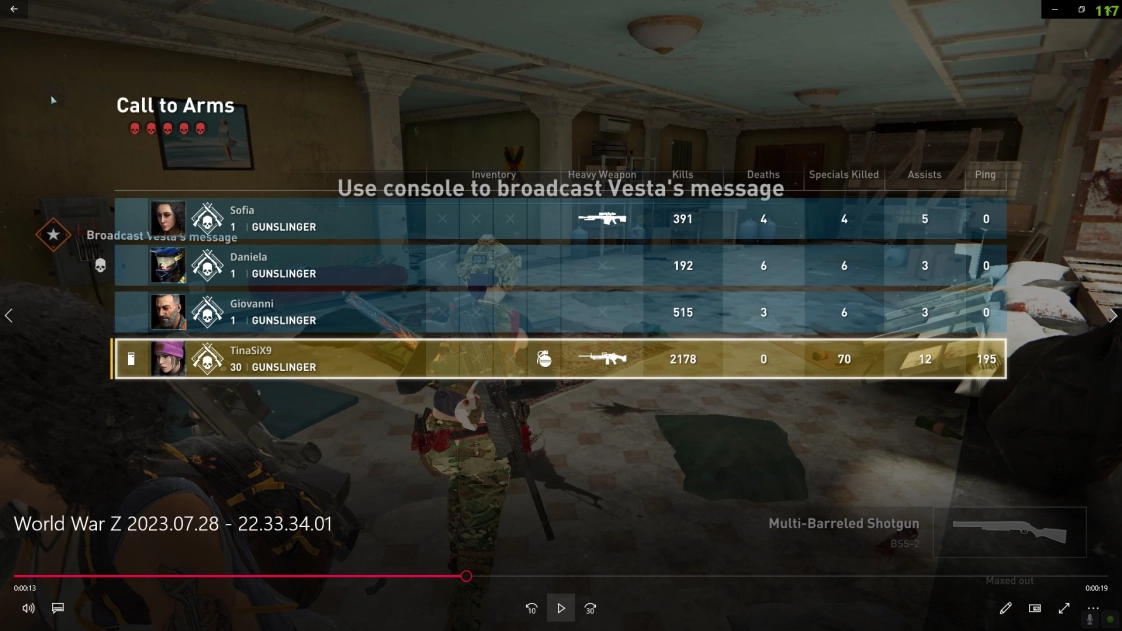 117
Call to Arms
Inventory Heavy Weapon Kills Deaths Specials Killed Assists Ping
Use console to broadcast Vesta's message
Broadcast Vesta's message
Sofia
1 | GUNSLINGER 391 4 4 5 0
Daniela
1 | GUNSLINGER 192 6 6 3 0
Giovanni
1 | GUNSLINGER 515 3 6 3 0
TinaSiX9
30 | GUNSLINGER 2178 0 70 12 195
World War Z 2023.07.28 - 22.33.34.01
Multi-Barreled Shotgun
BSS-2
Maxed out
0:00:13 0:00:19
10 30